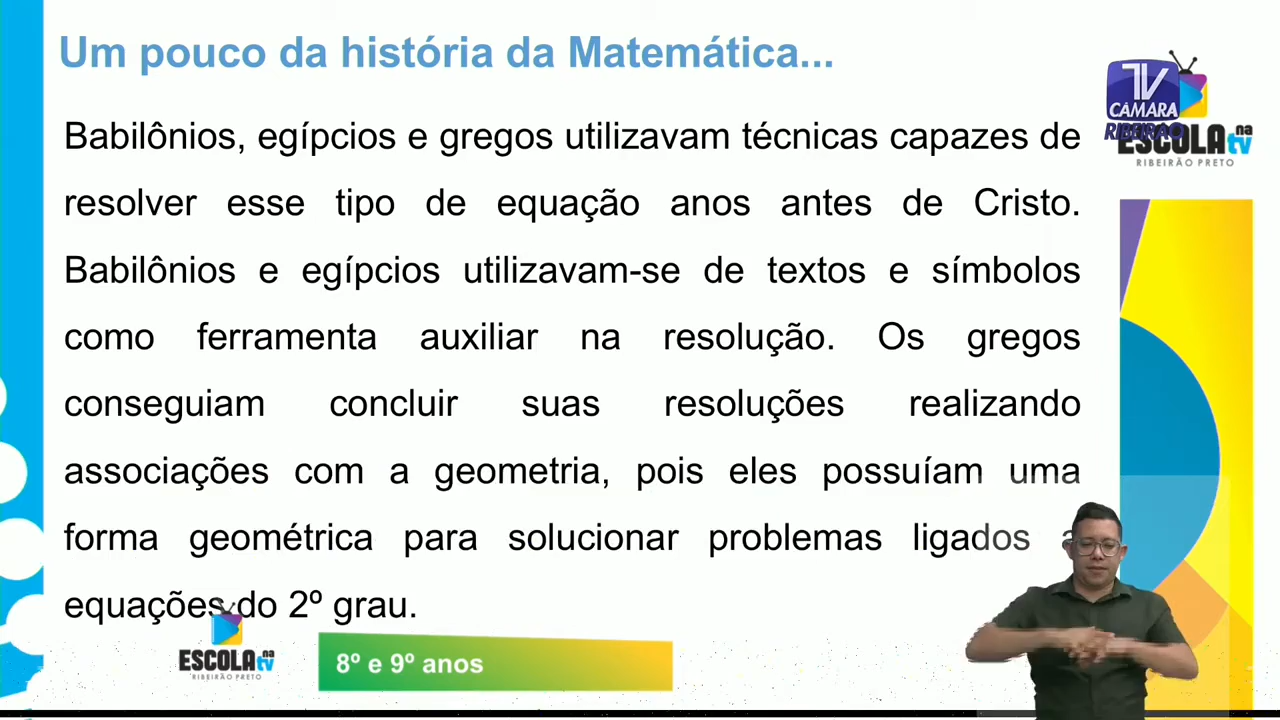 Um pouco da história da Matemática...
Babilônios, egípcios e gregos utilizavam técnicas capazes de
resolver esse tipo de equação anos antes de Cristo.
Babilônios e egípcios utilizavam-se de textos e símbolos
como ferramenta auxiliar na resolução. Os gregos
conseguiam concluir suas resoluções realizando
associações com a geometria, pois eles possuíam uma
forma geométrica para solucionar problemas ligados a
equações do 2º grau.
TV
CÂMARA
RIBEIRÃO
ESCOLA na tv
RIBEIRÃO PRETO
ESCOLA na tv
RIBEIRÃO PRETO
8º e 9º anos